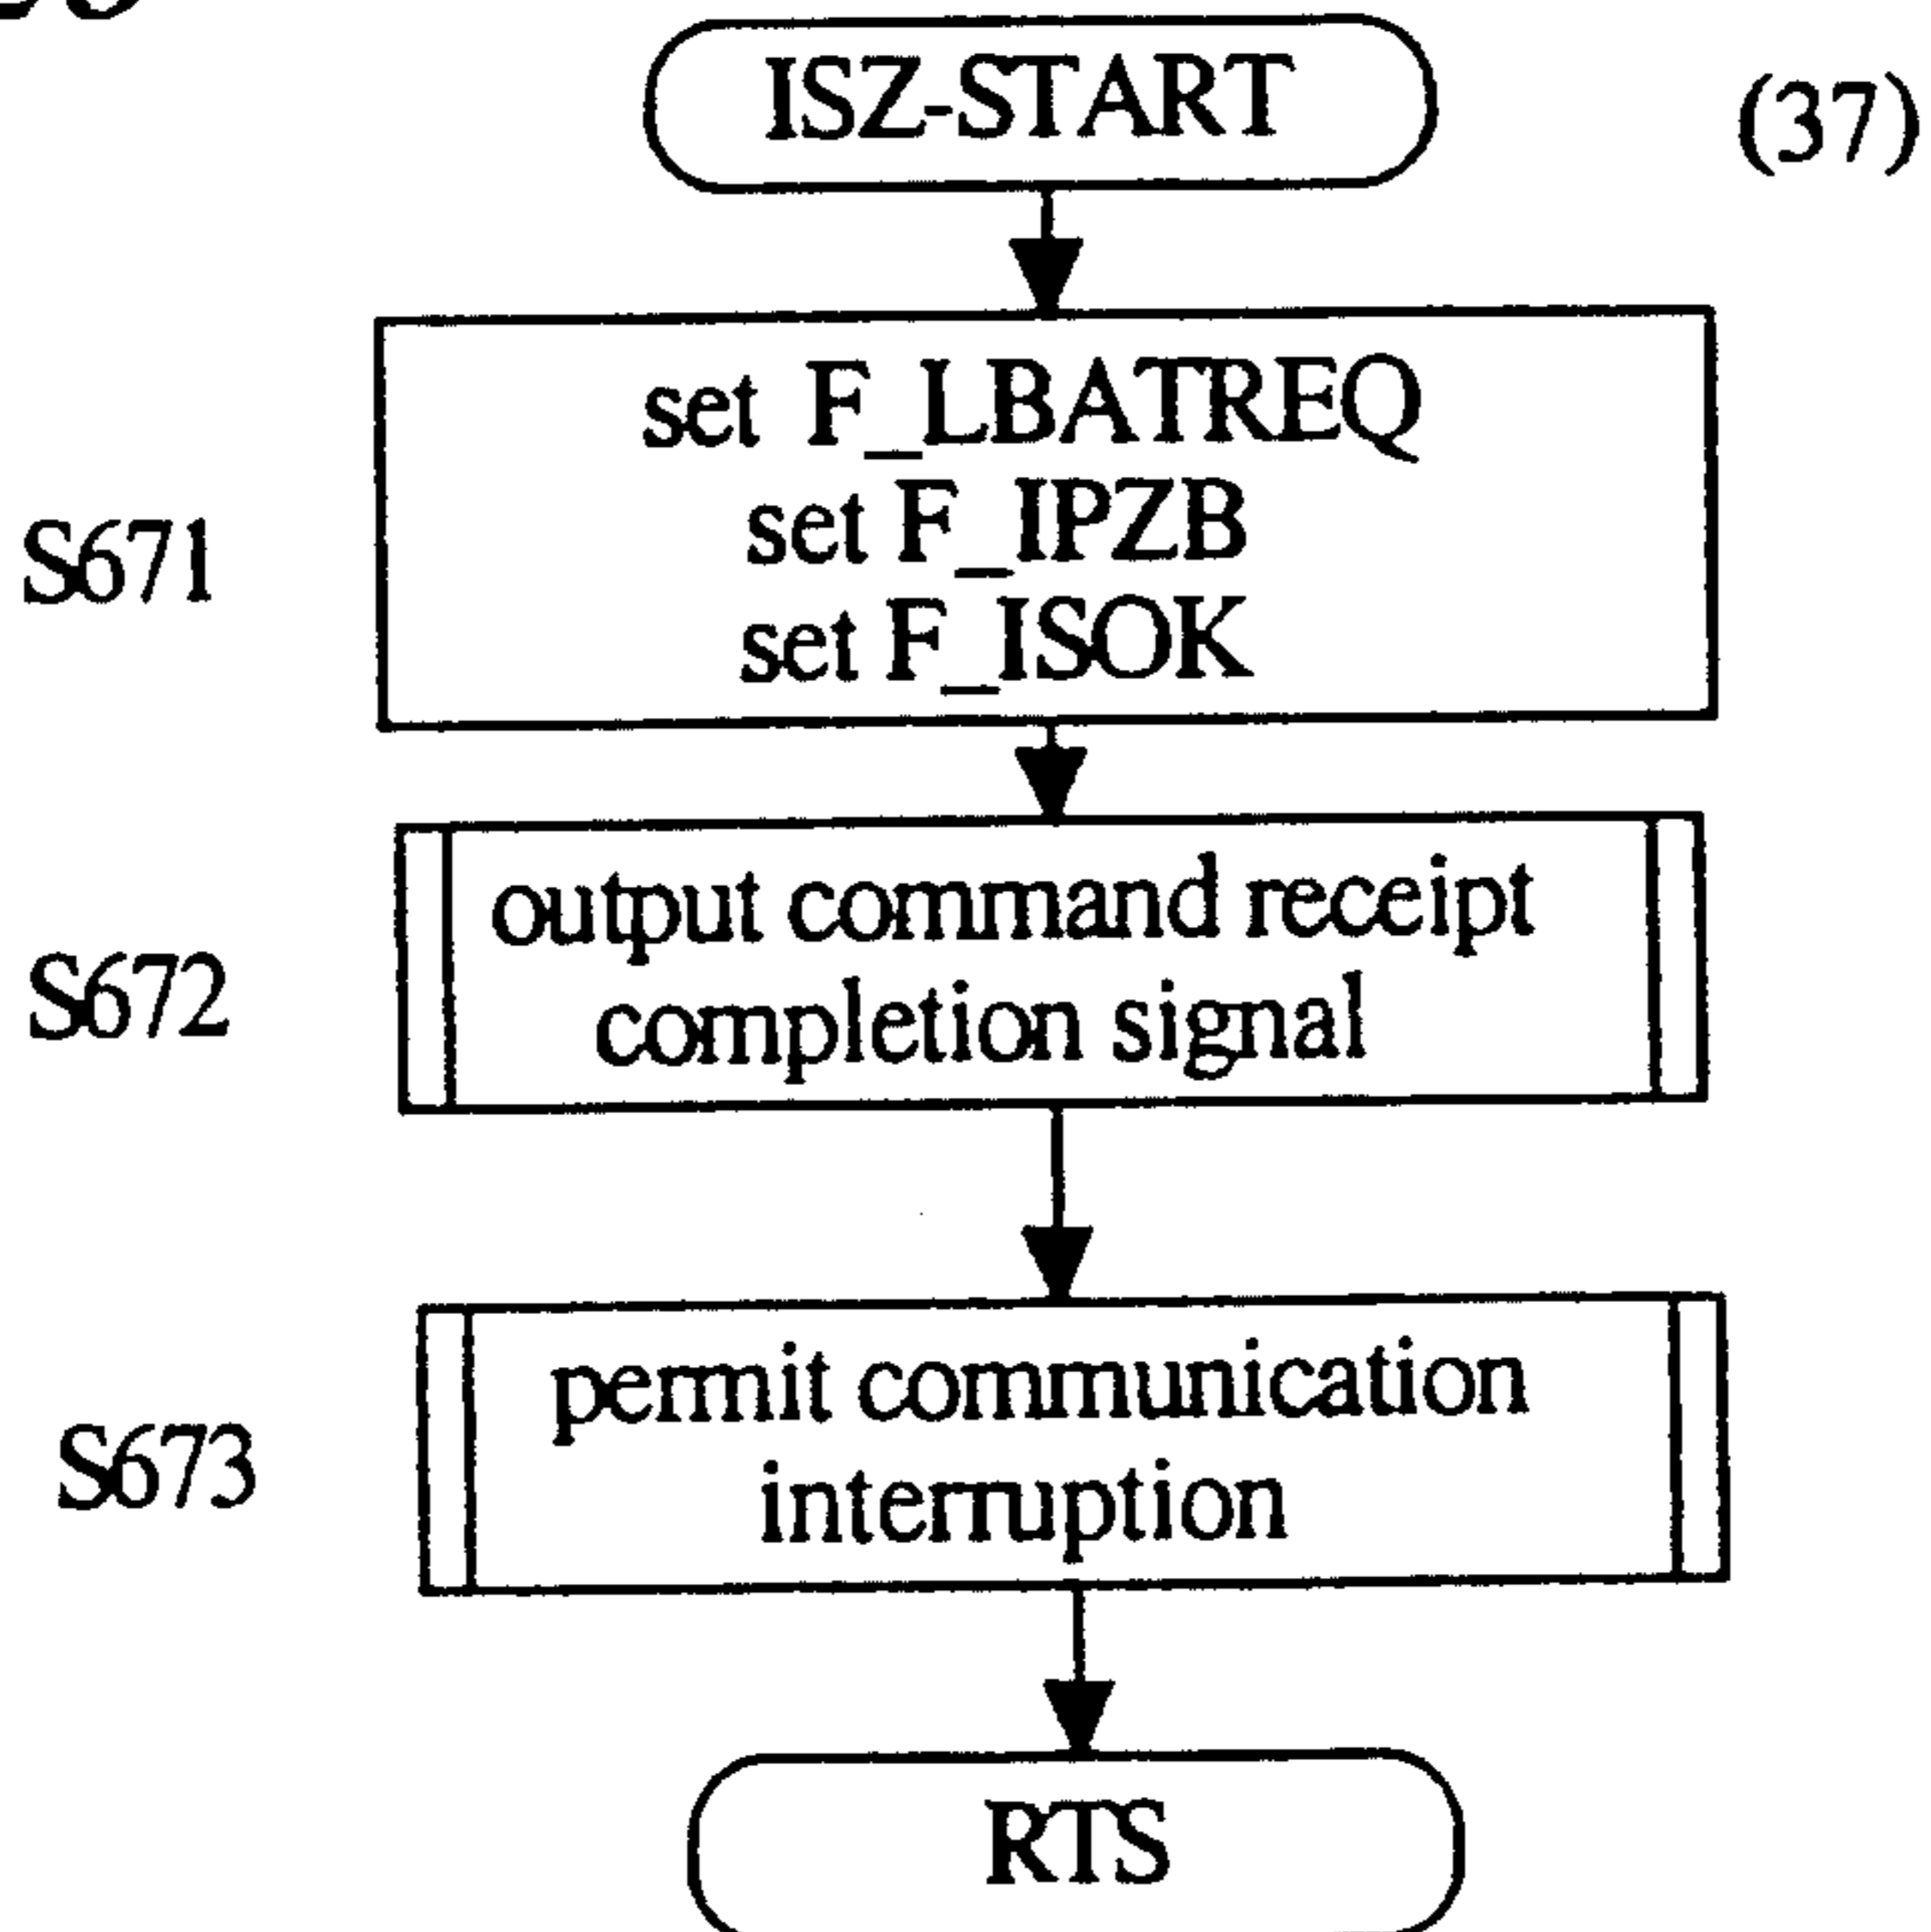 ISZ-START
(37)
set F_LBATREQ
set F_IPZB
set F_ISOK
S671
output command receipt
completion signal
S672
permit communication
interruption
S673
RTS